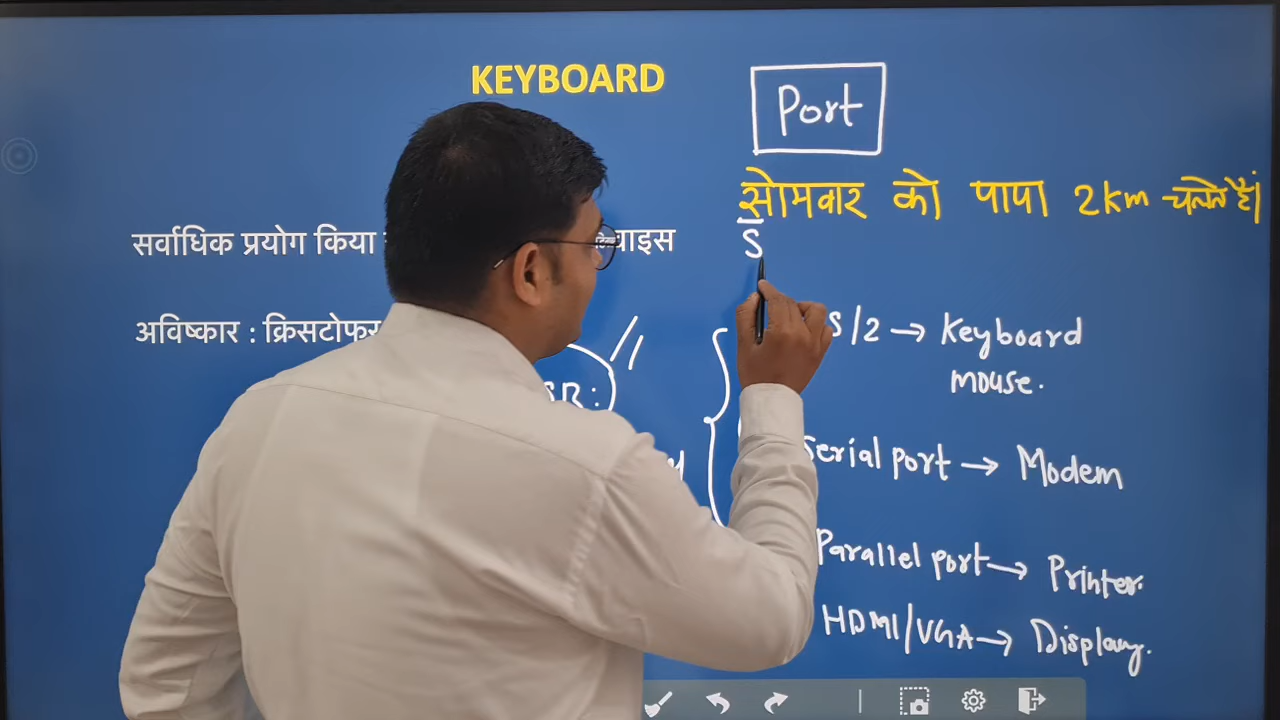 KEYBOARD
Port
सोमवार को पापा 2km चलते हैं।
S
सर्वाधिक प्रयोग किया
अविष्कार : क्रिसटोफर
S/2 → Keyboard
mouse.
Serial port → Modem
Parallel port → Printer.
HDMI/VGA → Display.